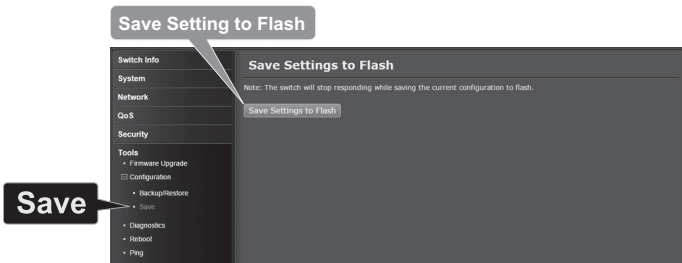 Save Setting to Flash
Switch Info
System
Network
QoS
Security
Tools
Firmware Upgrade
Configuration
Backup/Restore
Save
Diagnostics
Reboot
Ping
Save Settings to Flash
Note: The switch will stop responding while saving the current configuration to flash.
Save Settings to Flash
Save